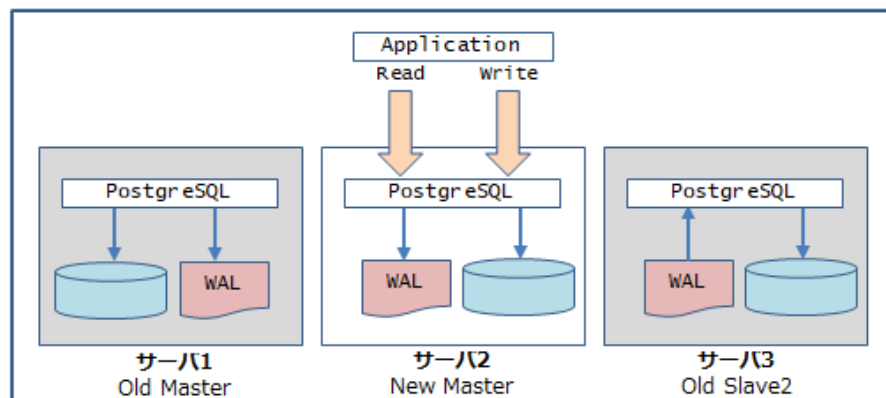 Application
Read Write
PostgreSQL PostgreSQL PostgreSQL
WAL WAL WAL
サーバ1 サーバ2 サーバ3
Old Master New Master Old Slave2